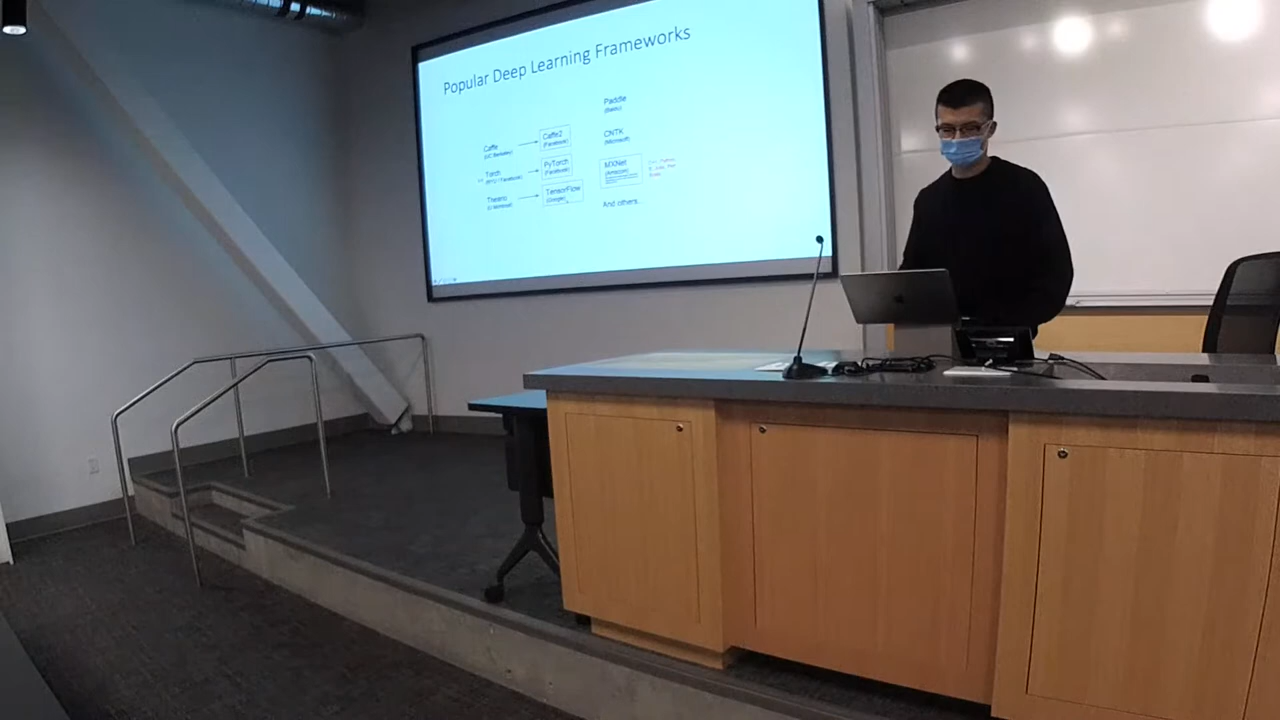 Popular Deep Learning Frameworks
Caffe
(UC Berkeley)
Caffe2
(Facebook)
Torch
(NYU / Facebook)
PyTorch
(Facebook)
Theano
(U Montreal)
TensorFlow
(Google)
Paddle
(Baidu)
CNTK
(Microsoft)
MXNet
(Amazon)
And others...